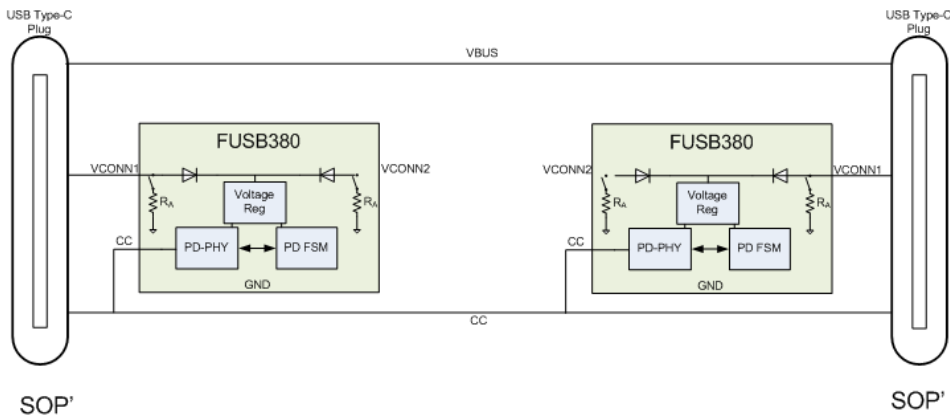 USB Type-C
Plug
USB Type-C
Plug
VBUS
FUSB380
FUSB380
VCONN1
VCONN2
VCONN2
VCONN1
RA
Voltage
Reg
RA
RA
Voltage
Reg
RA
CC
PD-PHY
PD FSM
CC
PD-PHY
PD FSM
GND
GND
CC
SOP'
SOP'